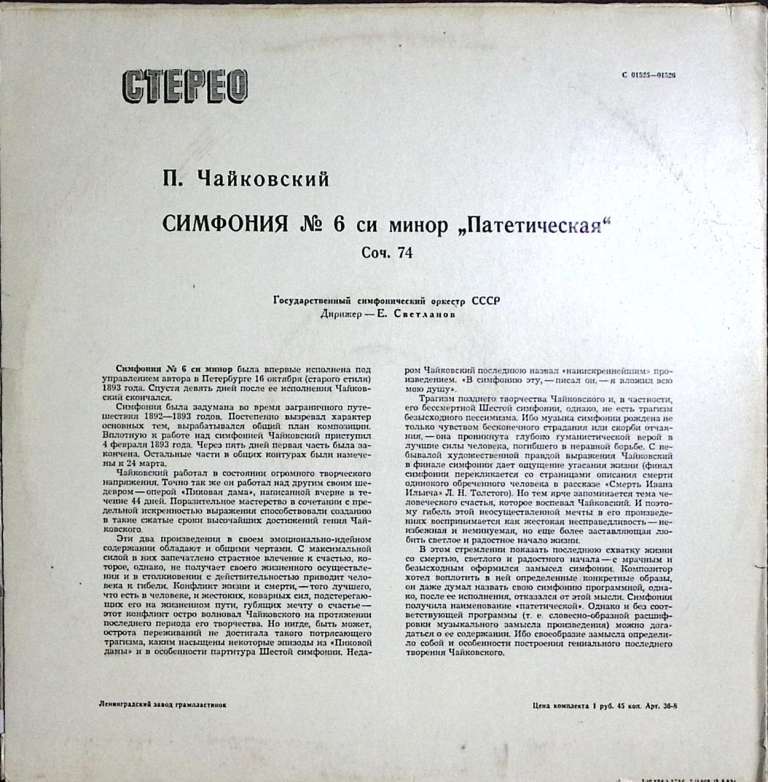 СТЕРЕО
С 01525—01526
П. Чайковский
СИМФОНИЯ № 6 си минор „Патетическая“
Соч. 74
Государственный симфонический оркестр СССР
Дирижер — Е. Светланов
Симфония № 6 си минор была впервые исполнена под
управлением автора в Петербурге 16 октября (старого стиля)
1893 года. Спустя девять дней после ее исполнения Чайков-
ский скончался.
Симфония была задумана во время заграничного путе-
шествия 1892—1893 годов. Постепенно вызревал характер
основных тем, вырабатывался общий план композиции.
Вплотную к работе над симфонией Чайковский приступил
4 февраля 1893 года. Через пять дней первая часть была за-
кончена. Остальные части в общих контурах были намече-
ны к 24 марта.
Чайковский работал в состоянии огромного творческого
напряжения. Точно так же он работал над другим своим ше-
девром — оперой «Пиковая дама», написанной вчерне в те-
чение 44 дней. Поразительное мастерство в сочетании с пре-
дельной искренностью выражения способствовали созданию
в такие сжатые сроки высочайших достижений гения Чай-
ковского.
Эти два произведения в своем эмоционально-идейном
содержании обладают и общими чертами. С максимальной
силой в них запечатлено страстное влечение к счастью, ко-
торое, однако, не получает своего жизненного осуществле-
ния и в столкновении с действительностью приводит чело-
века к гибели. Конфликт жизни и смерти, — того лучшего,
что есть в человеке, и жестоких, коварных сил, подстерегаю-
щих его на жизненном пути, губящих мечту о счастье —
этот конфликт остро волновал Чайковского на протяжении
последнего периода его творчества. Но нигде, быть может,
острота переживаний не достигала такого потрясающего
трагизма, каким насыщены некоторые эпизоды из «Пиковой
дамы» и в особенности партитура Шестой симфонии. Неда-
ром Чайковский последнюю назвал «наиискреннейшим» про-
изведением. «В симфонию эту, — писал он, — я вложил всю
мою душу».
Трагизм позднего творчества Чайковского и, в частности,
его бессмертной Шестой симфонии, однако, не есть трагизм
безысходного пессимизма. Ибо музыка симфонии рождена не
только чувством бесконечного страдания или скорби отчая-
ния, — она проникнута глубоко гуманистической верой в
лучшие силы человека, погибшего в неравной борьбе. С не-
бывалой художественной правдой выражения Чайковский
в финале симфонии дает ощущение угасания жизни (финал
симфонии перекликается со страницами описания смерти
одинокого обреченного человека в рассказе «Смерть Ивана
Ильича» Л. Н. Толстого). Но тем ярче запоминается тема че-
ловеческого счастья, которое воспевал Чайковский. И поэто-
му гибель этой неосуществленной мечты в его произведе-
ниях воспринимается как жестокая несправедливость — не-
избежная и неминуемая, но еще более заставляющая лю-
бить светлое и радостное начало жизни.
В этом стремлении показать последнюю схватку жизни
со смертью, светлого и радостного начала — с мрачным и
безысходным оформился замысел симфонии. Композитор
хотел воплотить в ней определенные конкретные образы,
он даже думал назвать свою симфонию программной, одна-
ко, после ее исполнения, отказался от этой мысли. Симфония
получила наименование «патетической». Однако и без соот-
ветствующей программы (т. е. словесно-образной расшиф-
ровки музыкального замысла произведения) можно дога-
даться о ее содержании. Ибо своеобразие замысла определи-
ло собой и особенности построения гениального последнего
творения Чайковского.
Ленинградский завод грампластинок
Цена комплекта 1 руб. 45 коп. Арт. 36-8